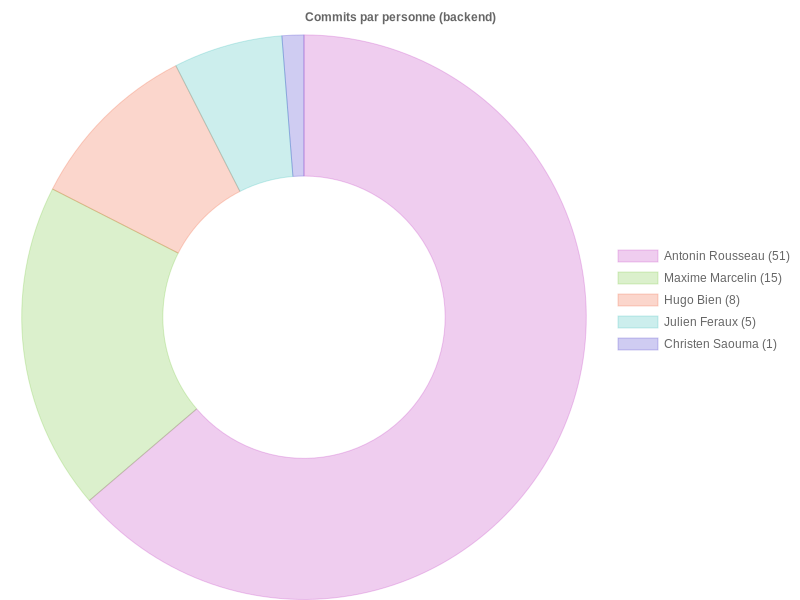 Commits par personne (backend)
Antonin Rousseau (51)
Maxime Marcelin (15)
Hugo Bien (8)
Julien Feraux (5)
Christen Saouma (1)